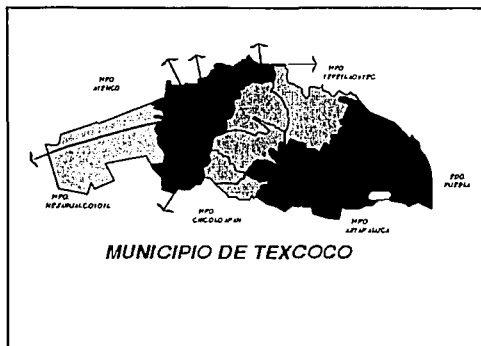 MPO.
ATENCO
MPO.
TEPETLAOXTOC
EDO.
PUEBLA
MPO.
NEZAHUALCOYOTL
MPO.
CHICOLOAPAN
MPO.
IXTAPALUCA
MUNICIPIO DE TEXCOCO